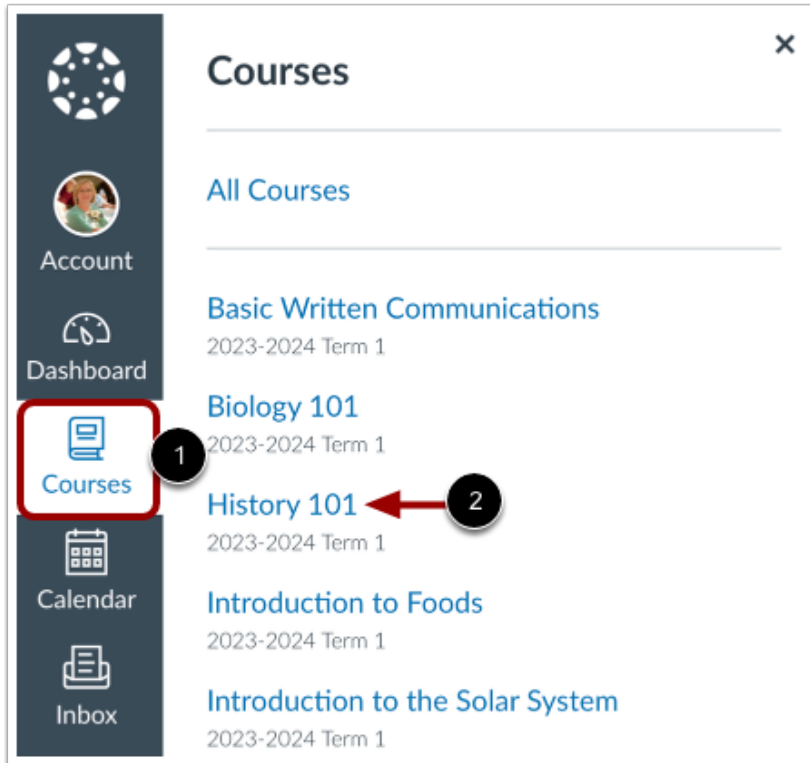 Courses
All Courses
Account
Dashboard
Courses
Calendar
Inbox
Basic Written Communications
2023-2024 Term 1
Biology 101
2023-2024 Term 1
1
History 101
2
2023-2024 Term 1
Introduction to Foods
2023-2024 Term 1
Introduction to the Solar System
2023-2024 Term 1